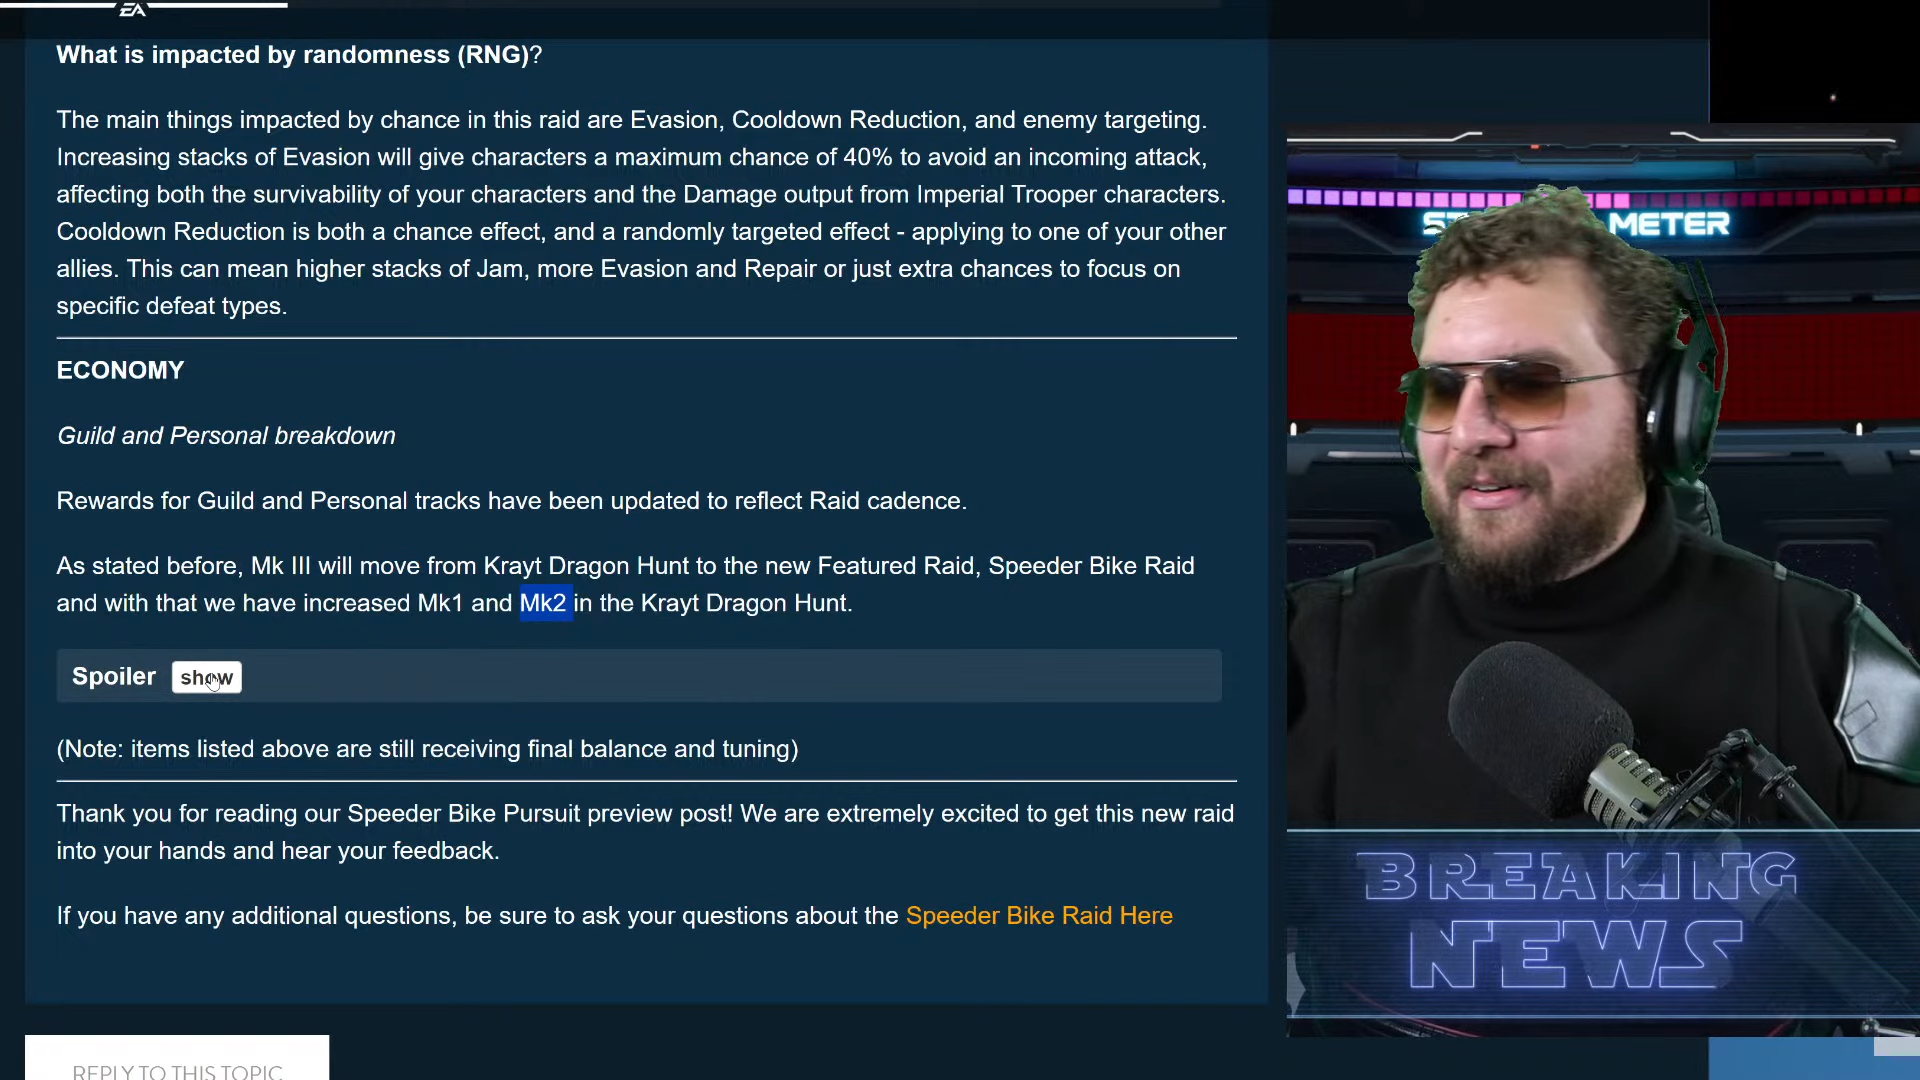 EA
What is impacted by randomness (RNG)?
The main things impacted by chance in this raid are Evasion, Cooldown Reduction, and enemy targeting.
Increasing stacks of Evasion will give characters a maximum chance of 40% to avoid an incoming attack,
affecting both the survivability of your characters and the Damage output from Imperial Trooper characters.
Cooldown Reduction is both a chance effect, and a randomly targeted effect - applying to one of your other
allies. This can mean higher stacks of Jam, more Evasion and Repair or just extra chances to focus on
specific defeat types.
ECONOMY
Guild and Personal breakdown
Rewards for Guild and Personal tracks have been updated to reflect Raid cadence.
As stated before, Mk III will move from Krayt Dragon Hunt to the new Featured Raid, Speeder Bike Raid
and with that we have increased Mk1 and Mk2 in the Krayt Dragon Hunt.
Spoiler show
(Note: items listed above are still receiving final balance and tuning)
Thank you for reading our Speeder Bike Pursuit preview post! We are extremely excited to get this new raid
into your hands and hear your feedback.
If you have any additional questions, be sure to ask your questions about the Speeder Bike Raid Here
REPLY TO THIS TOPIC
METER
BREAKING
NEWS